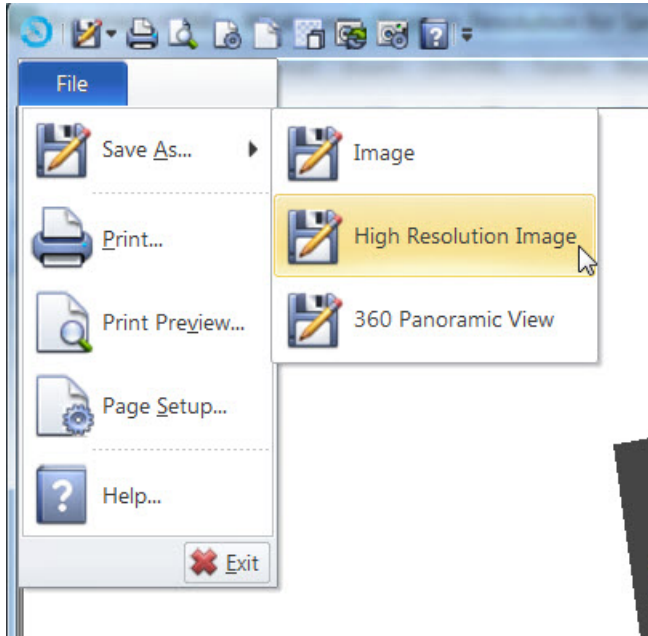 File
Save As...
Image
High Resolution Image
360 Panoramic View
Print...
Print Preview...
Page Setup...
?
Help...
Exit